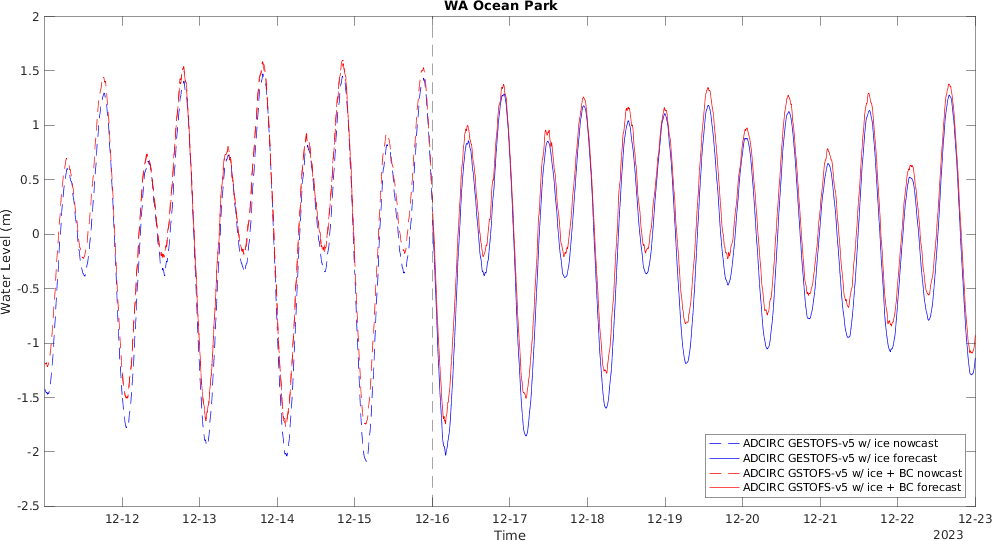 WA Ocean Park
2
1.5
1
0.5
0
-0.5
-1
-1.5
-2
-2.5
Water Level (m)
12-12 12-13 12-14 12-15 12-16 12-17 12-18 12-19 12-20 12-21 12-22 12-23
Time
2023
ADCIRC GESTOFS-v5 w/ ice nowcast
ADCIRC GESTOFS-v5 w/ ice forecast
ADCIRC GSTOFS-v5 w/ ice + BC nowcast
ADCIRC GSTOFS-v5 w/ ice + BC forecast